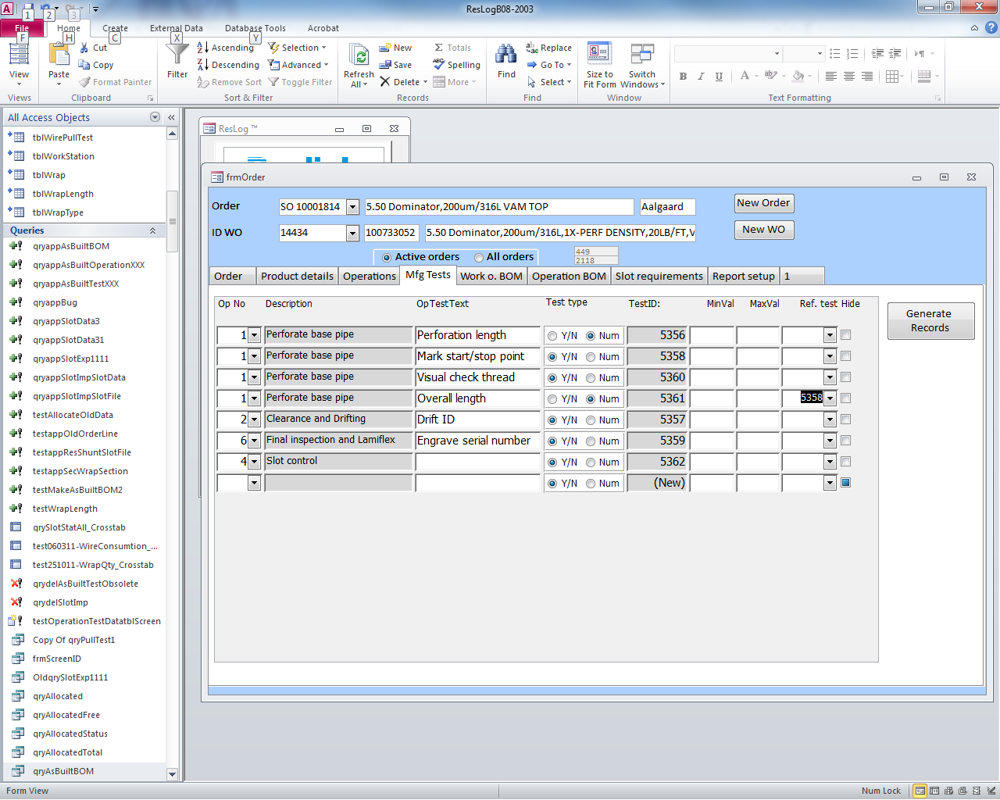 ResLogB08-2003
1 2 3
File Home Create External Data Database Tools Acrobat
F H C X Y
View Paste Cut Copy Format Painter
Filter Ascending Descending Remove Sort Selection Advanced Toggle Filter
Refresh All New Save Delete Totals Spelling More
Find Replace Go To Select
Size to Fit Form Switch Windows
B I U A ab
Views Clipboard Sort & Filter Records Find Window Text Formatting
All Access Objects
tblWirePullTest
tblWorkStation
tblWrap
tblWrapLength
tblWrapType
Queries
qryappAsBuiltBOM
qryappAsBuiltOperationXXX
qryappAsBuiltTestXXX
qryappBug
qryappSlotData3
qryappSlotData31
qryappSlotExp1111
qryappSlotImpSlotData
qryappSlotImpSlotFile
testAllocateOldData
testappOldOrderLine
testappResShuntSlotFile
testappSecWrapSection
testMakeAsBuiltBOM2
testWrapLength
qrySlotStatAll_Crosstab
test060311-WireConsumtion_...
test251011-WrapQty_Crosstab
qrydelAsBuiltTestObsolete
qrydelSlotImp
testOperationTestDatatblScreen
Copy Of qryPullTest1
frmScreenID
OldqrySlotExp1111
qryAllocated
qryAllocatedFree
qryAllocatedStatus
qryAllocatedTotal
qryAsBuiltBOM
ResLog ™
frmOrder
Order SO 10001814 5.50 Dominator,200um/316L VAM TOP Aalgaard New Order
ID WO 14434 100733052 5.50 Dominator,200um/316L,1X-PERF DENSITY,20LB/FT,V New WO
Active orders All orders 449
2118
Order Product details Operations Mfg Tests Work o. BOM Operation BOM Slot requirements Report setup 1
Op No Description OpTestText Test type TestID: MinVal MaxVal Ref. test Hide
Generate Records
1 Perforate base pipe Perforation length Y/N Num 5356
1 Perforate base pipe Mark start/stop point Y/N Num 5358
1 Perforate base pipe Visual check thread Y/N Num 5360
1 Perforate base pipe Overall length Y/N Num 5361 5358
2 Clearance and Drifting Drift ID Y/N Num 5357
6 Final inspection and Lamiflex Engrave serial number Y/N Num 5359
4 Slot control Y/N Num 5362
Y/N Num (New)
Form View Num Lock